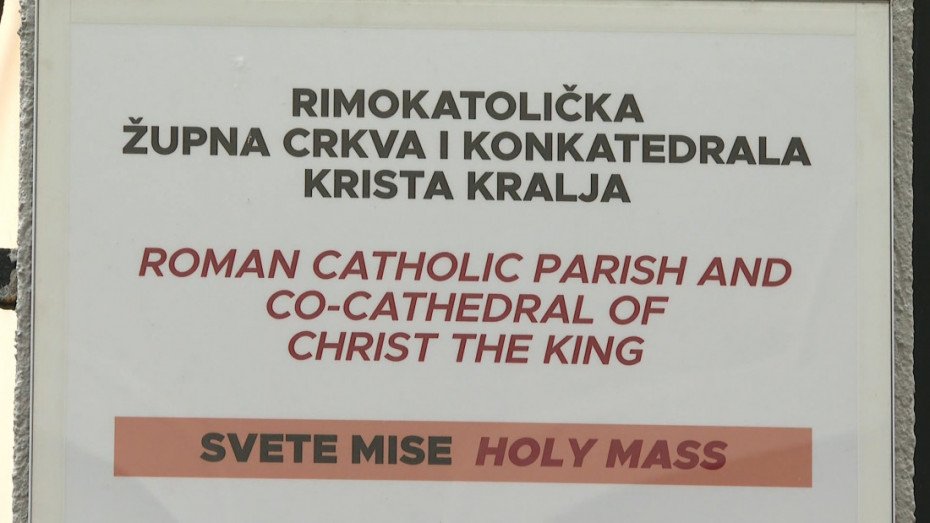 RIMOKATOLIČKA
ŽUPNA CRKVA I KONKATEDRALA
KRISTA KRALJA
ROMAN CATHOLIC PARISH AND
CO-CATHEDRAL OF
CHRIST THE KING
SVETE MISE HOLY MASS